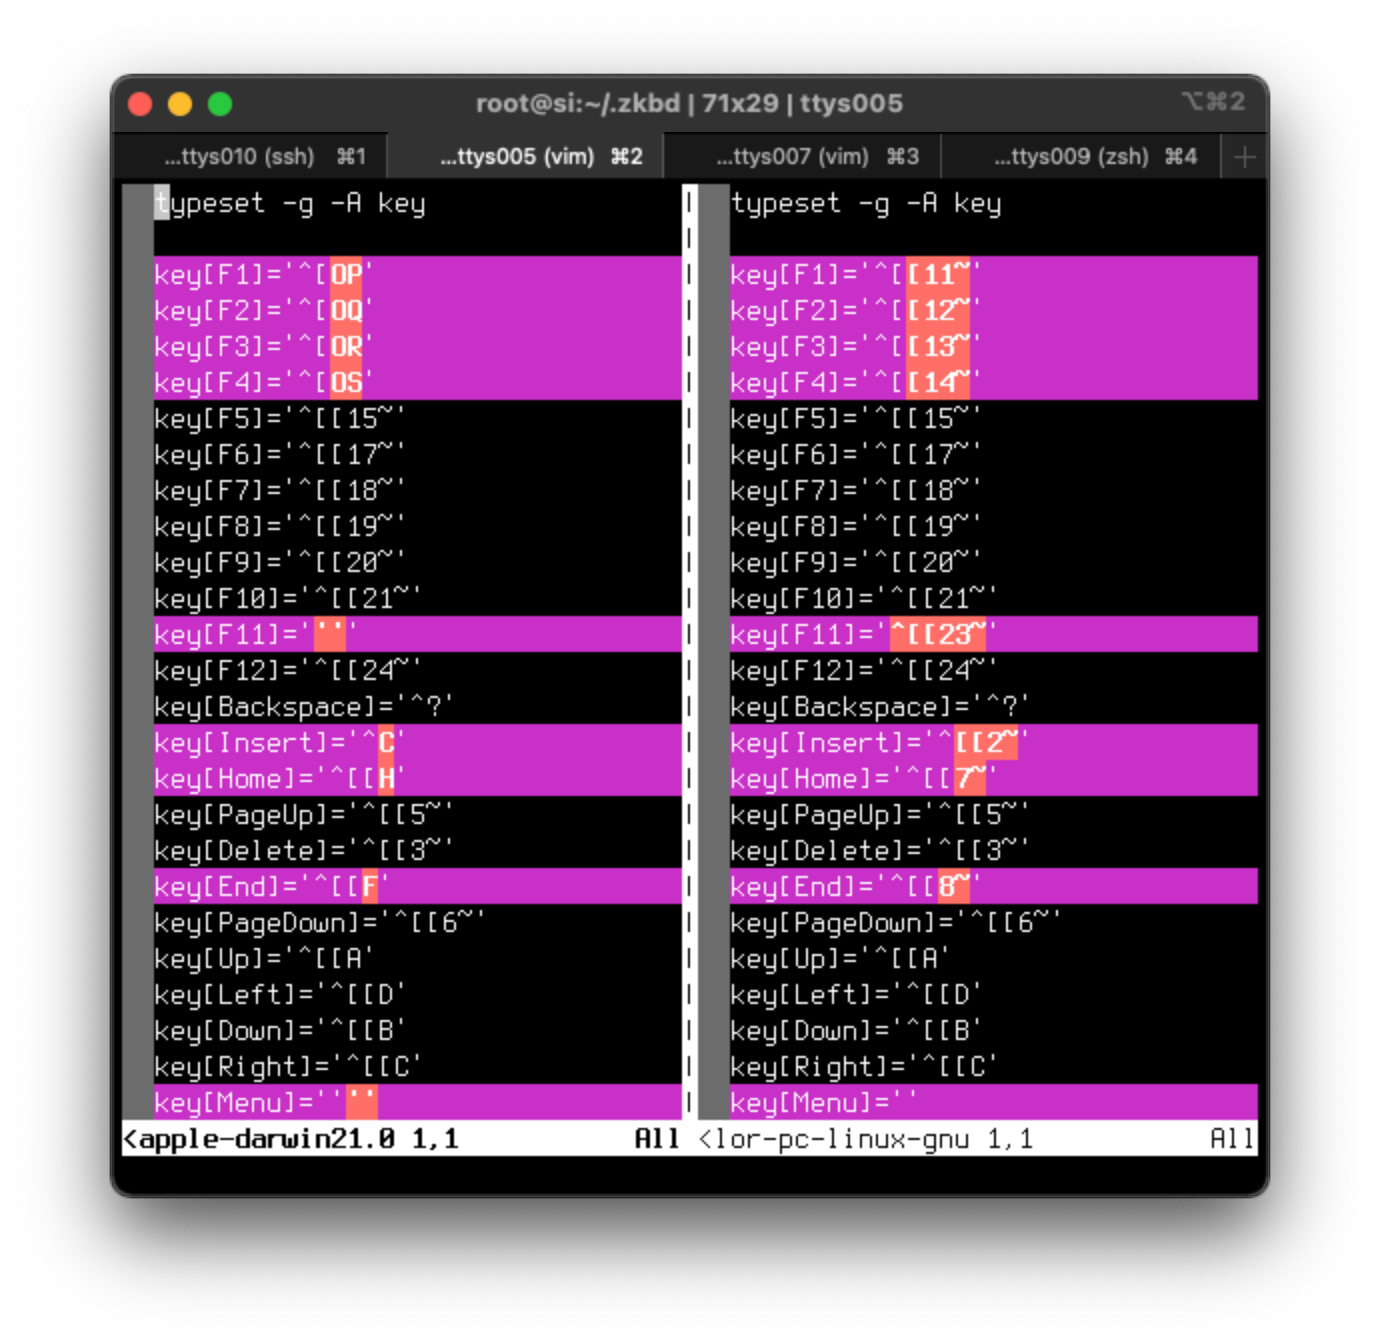 root@si:~/.zkbd | 71x29 | ttys005
⌥⌘2
...ttys010 (ssh) ⌘1
...ttys005 (vim) ⌘2
...ttys007 (vim) ⌘3
...ttys009 (zsh) ⌘4
+
typeset -g -A key

key[F1]='^[OP'
key[F2]='^[OQ'
key[F3]='^[OR'
key[F4]='^[OS'
key[F5]='^[[15~'
key[F6]='^[[17~'
key[F7]='^[[18~'
key[F8]='^[[19~'
key[F9]='^[[20~'
key[F10]='^[[21~'
key[F11]=''''
key[F12]='^[[24~'
key[Backspace]='^?'
key[Insert]='^C'
key[Home]='^[[H'
key[PageUp]='^[[5~'
key[Delete]='^[[3~'
key[End]='^[[F'
key[PageDown]='^[[6~'
key[Up]='^[[A'
key[Left]='^[[D'
key[Down]='^[[B'
key[Right]='^[[C'
key[Menu]=''''
<apple-darwin21.0 1,1 All
typeset -g -A key

key[F1]='^[[11~'
key[F2]='^[[12~'
key[F3]='^[[13~'
key[F4]='^[[14~'
key[F5]='^[[15~'
key[F6]='^[[17~'
key[F7]='^[[18~'
key[F8]='^[[19~'
key[F9]='^[[20~'
key[F10]='^[[21~'
key[F11]='^[[23~'
key[F12]='^[[24~'
key[Backspace]='^?'
key[Insert]='^[[2~'
key[Home]='^[[7~'
key[PageUp]='^[[5~'
key[Delete]='^[[3~'
key[End]='^[[8~'
key[PageDown]='^[[6~'
key[Up]='^[[A'
key[Left]='^[[D'
key[Down]='^[[B'
key[Right]='^[[C'
key[Menu]=''
<lor-pc-linux-gnu 1,1 All